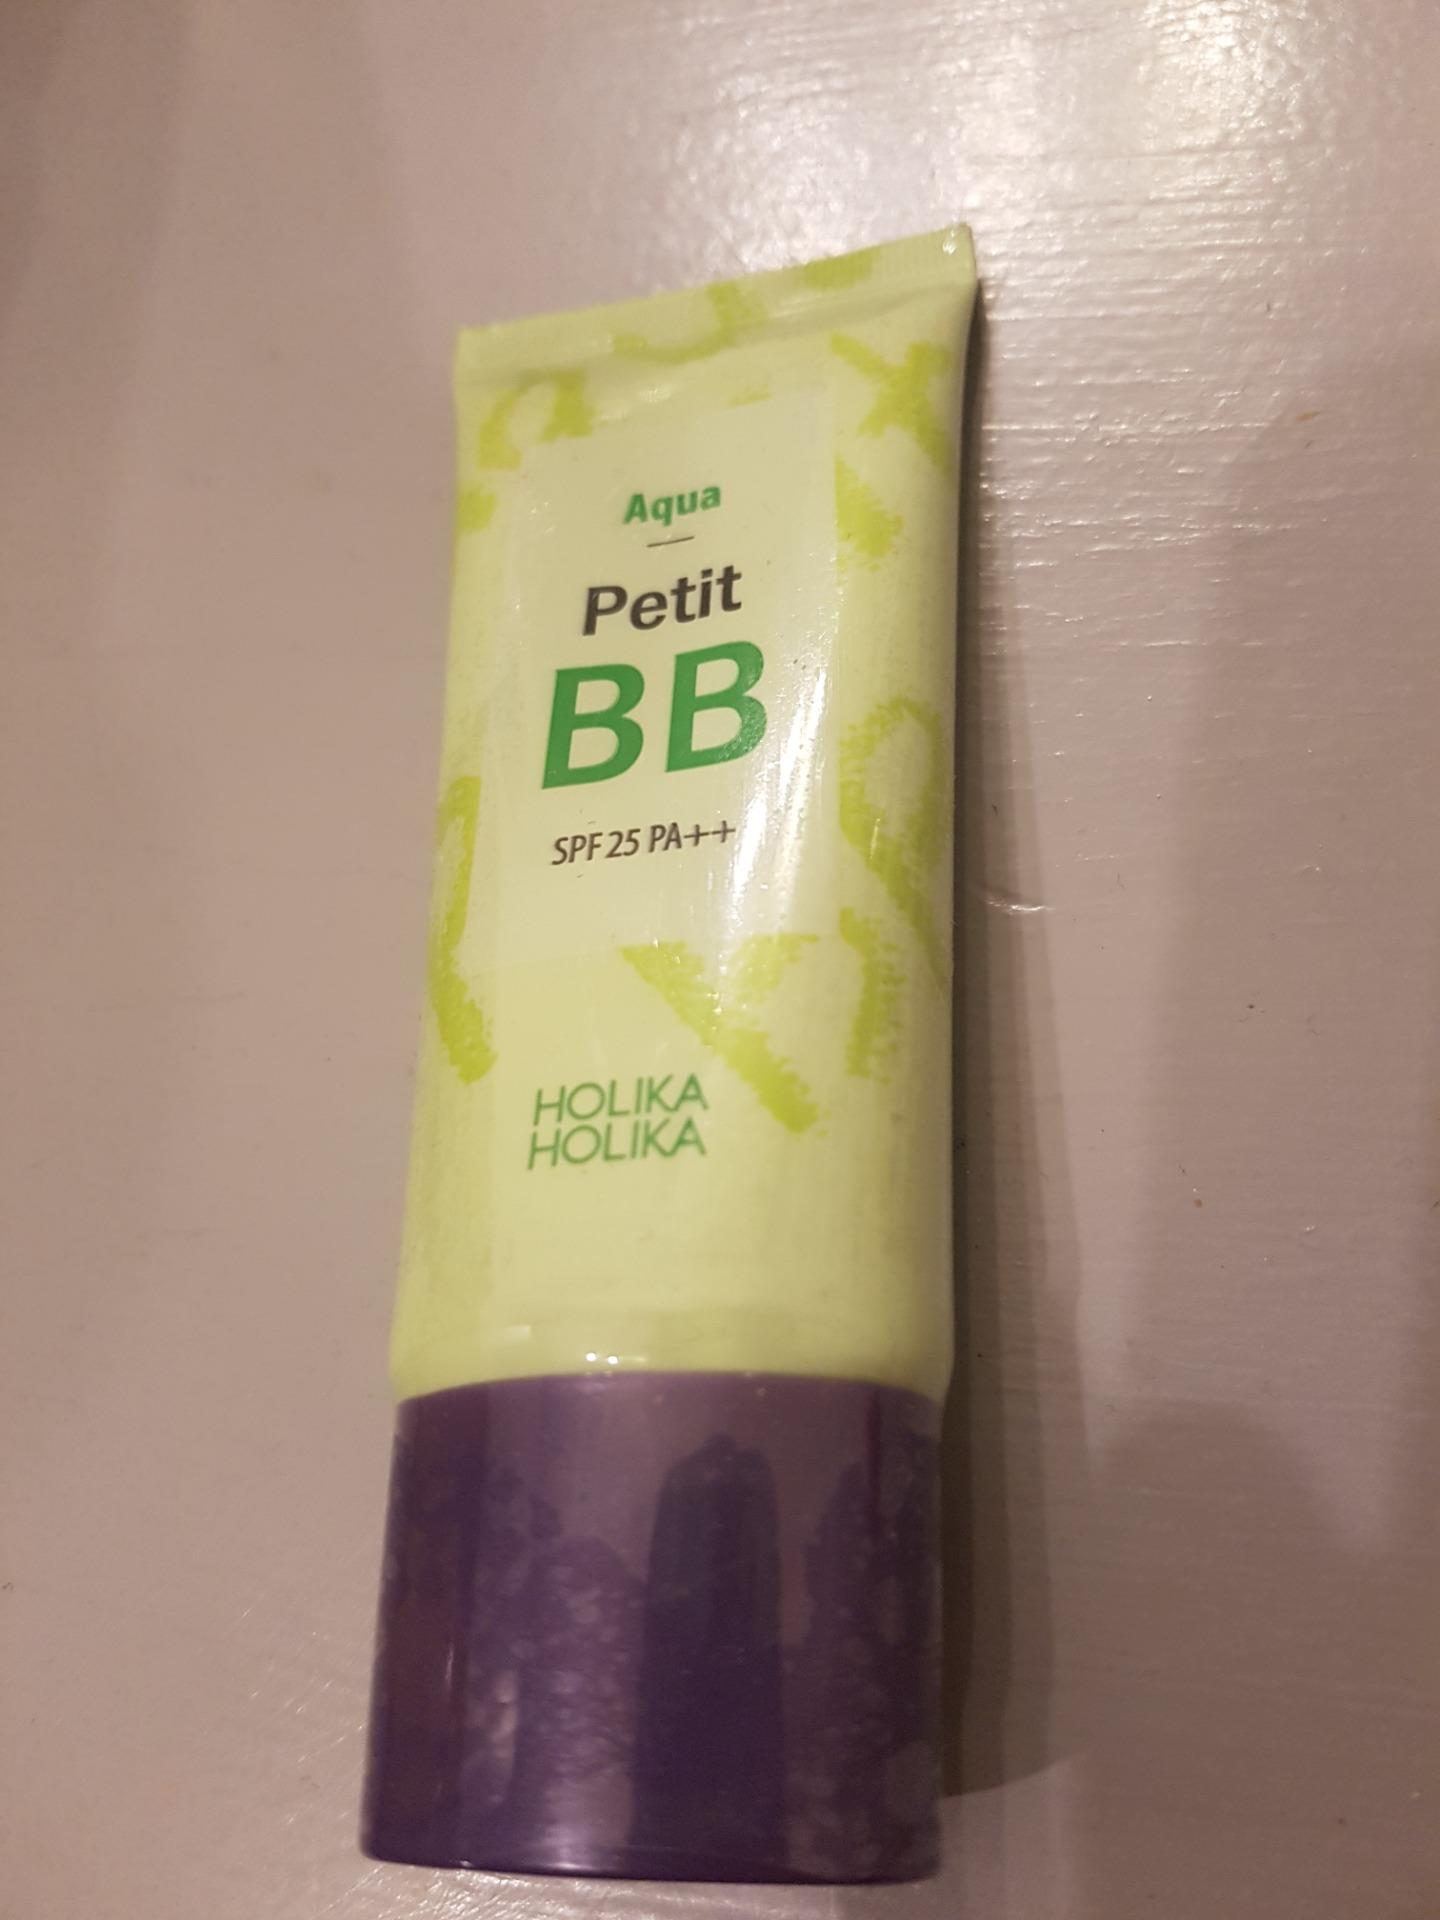 Aqua
Petit
BB
SPF 25 PA++
HOLIKA
HOLIKA